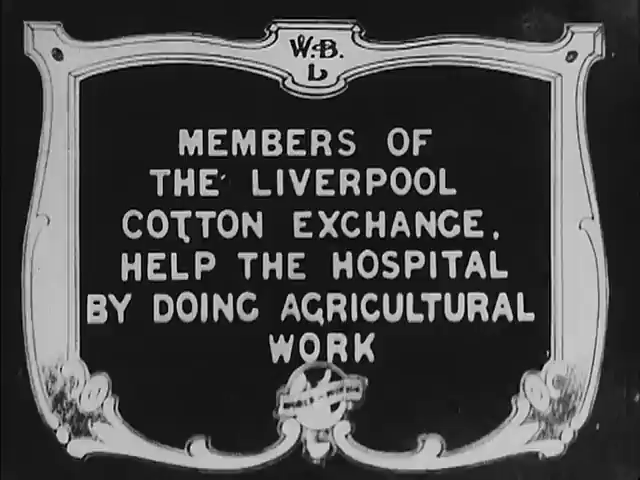 W.B.
L
MEMBERS OF
THE LIVERPOOL
COTTON EXCHANGE,
HELP THE HOSPITAL
BY DOING AGRICULTURAL
WORK